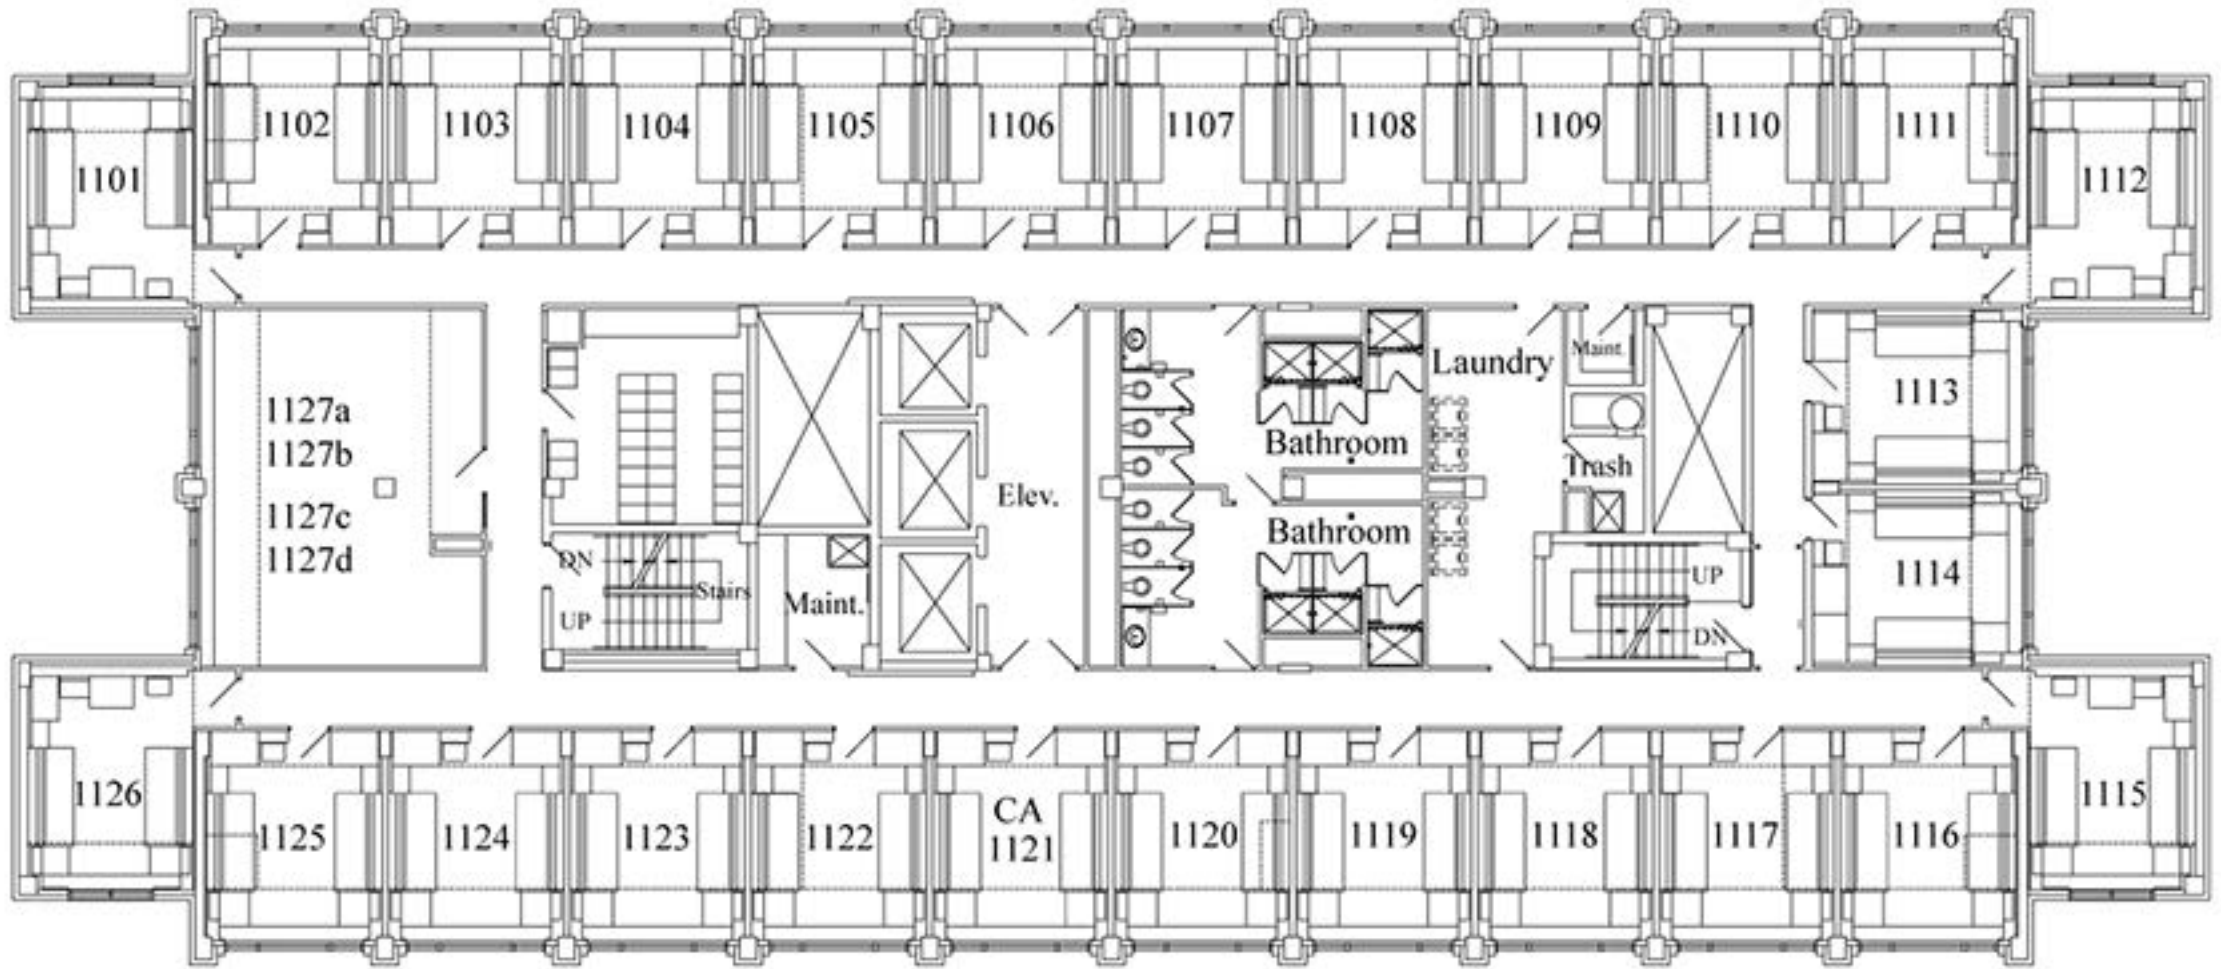 1102
1103
1104
1105
1106
1107
1108
1109
1110
1111
1101
1112
Laundry
Maint.
1113
1127a
1127b
1127c
1127d
Bathroom
Trash
Elev.
Bathroom
DN
Stairs
UP
Maint.
UP
DN
1114
1126
1115
1125
1124
1123
1122
CA
1121
1120
1119
1118
1117
1116